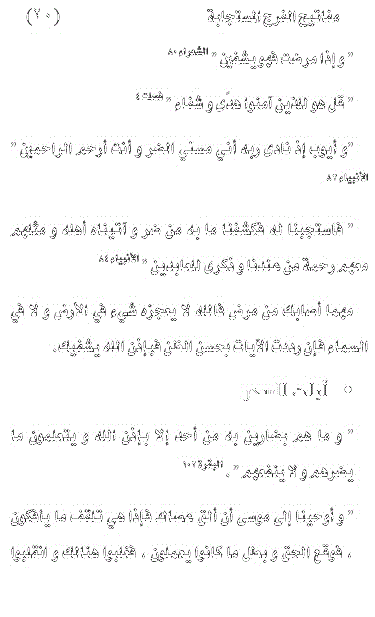 مفاتيح الفرج المستجابة (٢٠)
" و إذا مرضت فهو يشفين " الشعراء ٨٠
" قل هو للذين آمنوا هدًى و شفاء " فصلت ٤
" و أيوب إذ نادى ربه أني مسني الضر و أنت أرحم الراحمين "
الأنبياء ٨٣
" فاستجبنا له فكشفنا ما به من ضر و آتيناه أهله و مثلهم
معهم رحمة من عندنا و ذكرى للعابدين " الأنبياء ٨٤
مهما أصابك من مرض فالله لا يعجزه شيء في الأرض و لا في
السماء فإن رددت الآيات بحسن الظن فبإذن الله يشفيك.
○ آيات السحر
" و ما هم بضارين به من أحد إلا بإذن الله و يتعلمون ما
يضرهم و لا ينفعهم " . البقرة ١٠٢
" و أوحينا إلى موسى أن ألق عصاك فإذا هي تلقف ما يأفكون
، فوقع الحق و بطل ما كانوا يعملون ، فغلبوا هنالك و انقلبوا